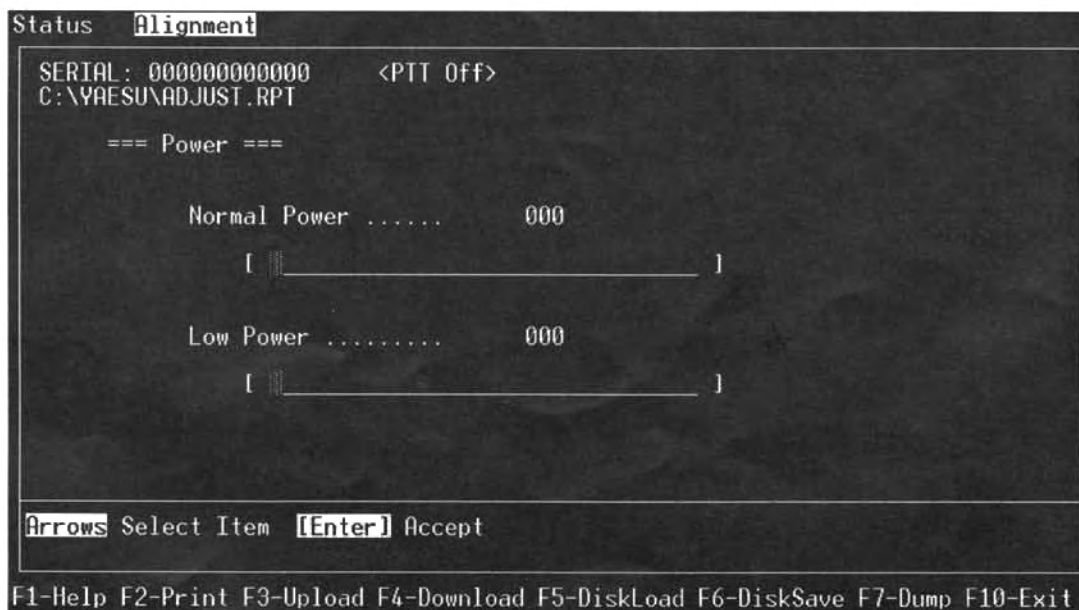 Status Alignment
SERIAL: 000000000000 <PTT Off>
C:\YAESU\ADJUST.RPT
=== Power ===
Normal Power ...... 000
[ ]
Low Power ......... 000
[ ]
Arrows Select Item [Enter] Accept
F1-Help F2-Print F3-Upload F4-Download F5-DiskLoad F6-DiskSave F7-Dump F10-Exit